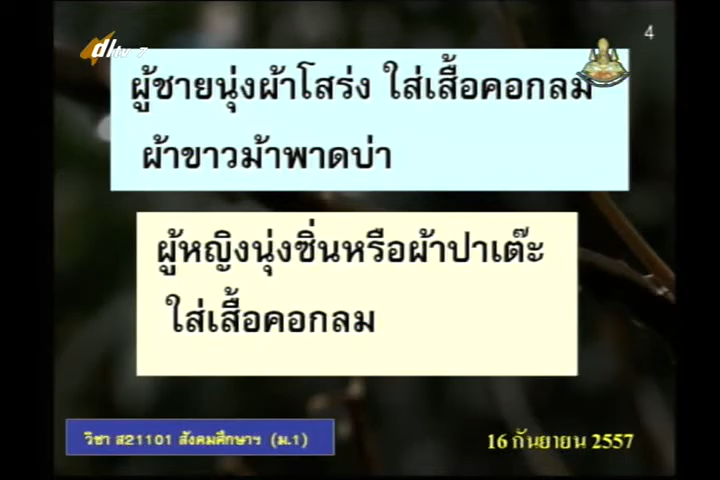 dltv 7
4
ผู้ชายนุ่งผ้าโสร่ง ใส่เสื้อคอกลม
ผ้าขาวม้าพาดบ่า
ผู้หญิงนุ่งซิ่นหรือผ้าปาเต๊ะ
ใส่เสื้อคอกลม
วิชา ส21101 สังคมศึกษาฯ (ม.1)
16 กันยายน 2557